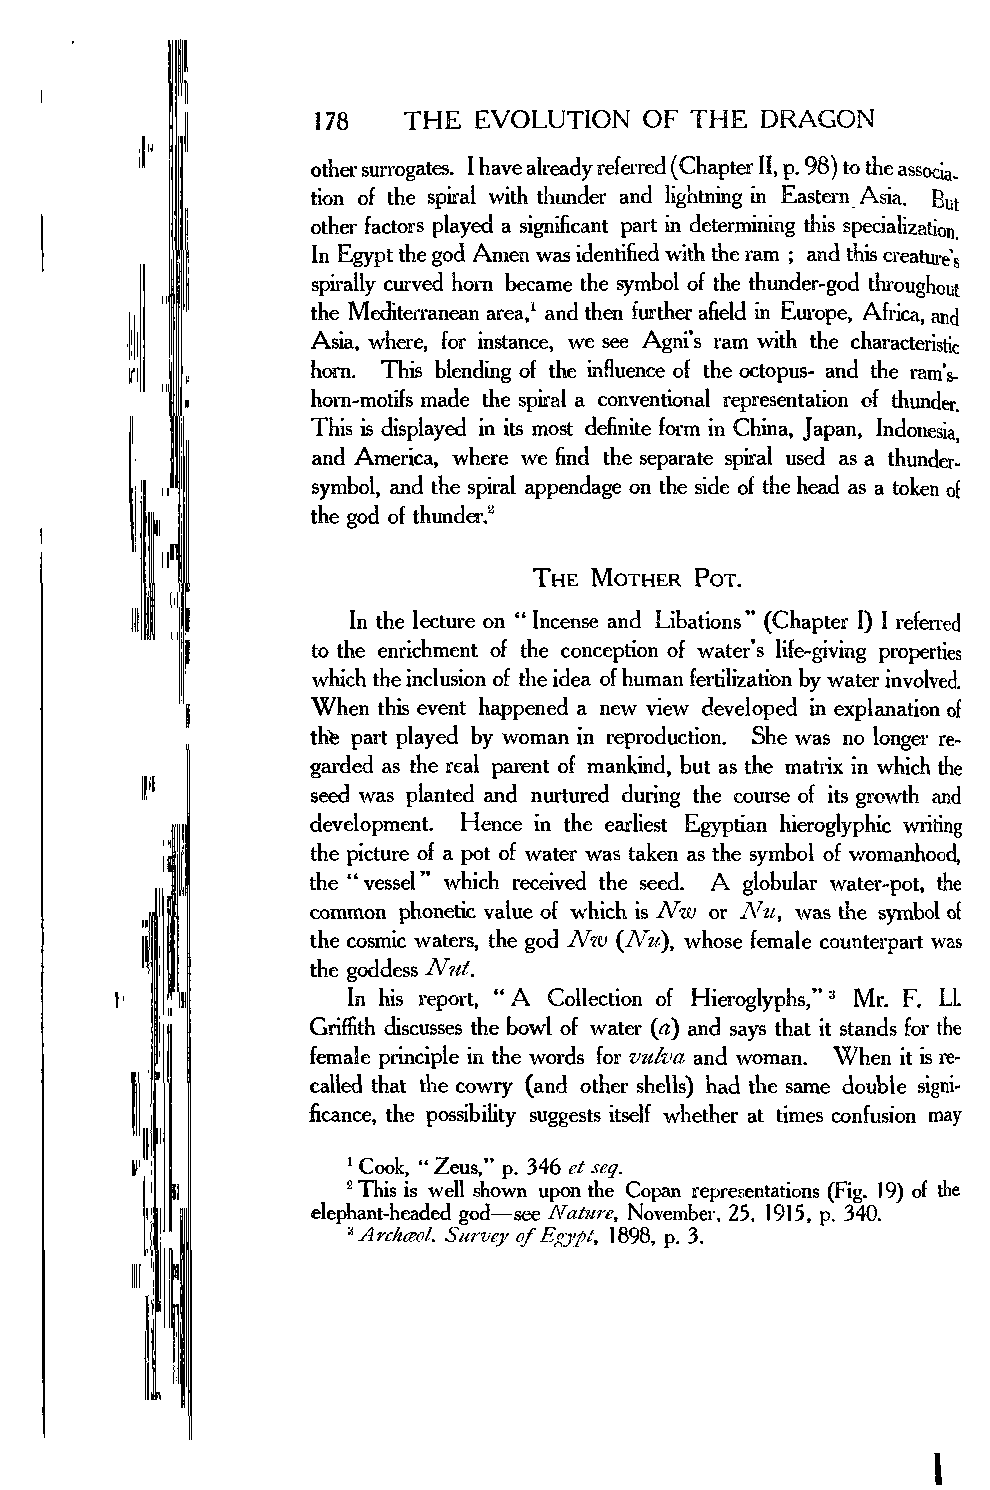 178 THE EVOLUTION OF THE DRAGON
other surrogates. I have already referred (Chapter II, p. 98) to the associa-
tion of the spiral with thunder and lightning in Eastern Asia. But
other factors played a significant part in determining this specialization.
In Egypt the god Amen was identified with the ram ; and this creature's
spirally curved horn became the symbol of the thunder-god throughout
the Mediterranean area,¹ and then further afield in Europe, Africa, and
Asia, where, for instance, we see Agni's ram with the characteristic
horn. This blending of the influence of the octopus- and the ram's-
horn-motifs made the spiral a conventional representation of thunder.
This is displayed in its most definite form in China, Japan, Indonesia,
and America, where we find the separate spiral used as a thunder-
symbol, and the spiral appendage on the side of the head as a token of
the god of thunder.²
THE MOTHER POT.
In the lecture on “ Incense and Libations ” (Chapter I) I referred
to the enrichment of the conception of water's life-giving properties
which the inclusion of the idea of human fertilization by water involved.
When this event happened a new view developed in explanation of
the part played by woman in reproduction. She was no longer re-
garded as the real parent of mankind, but as the matrix in which the
seed was planted and nurtured during the course of its growth and
development. Hence in the earliest Egyptian hieroglyphic writing
the picture of a pot of water was taken as the symbol of womanhood,
the “ vessel ” which received the seed. A globular water-pot, the
common phonetic value of which is Nw or Nu, was the symbol of
the cosmic waters, the god Nw (Nu), whose female counterpart was
the goddess Nut.
In his report, “ A Collection of Hieroglyphs,” ³ Mr. F. Ll.
Griffith discusses the bowl of water (a) and says that it stands for the
female principle in the words for vulva and woman. When it is re-
called that the cowry (and other shells) had the same double signi-
ficance, the possibility suggests itself whether at times confusion may
¹ Cook, “ Zeus,” p. 346 et seq.
² This is well shown upon the Copan representations (Fig. 19) of the
elephant-headed god—see Nature, November, 25, 1915, p. 340.
³ Archæol. Survey of Egypt, 1898, p. 3.